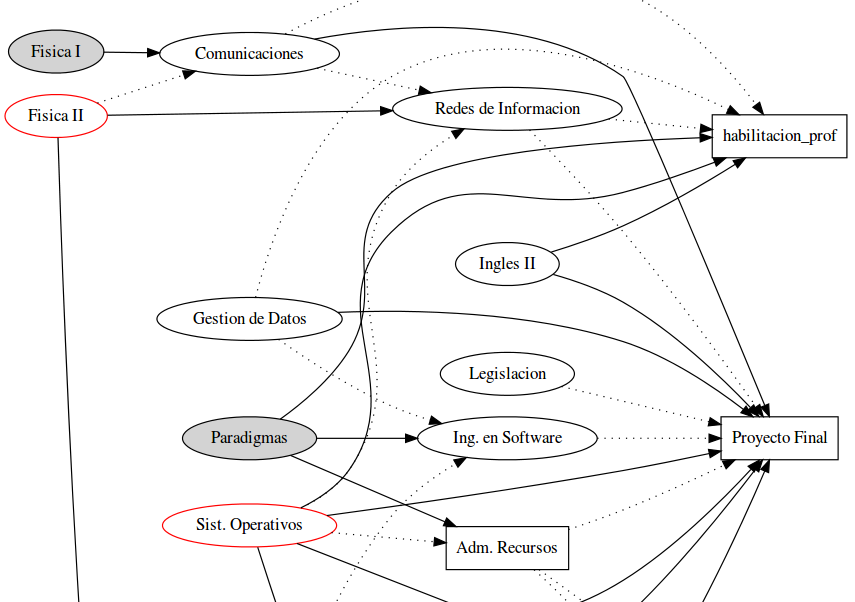 Fisica I
Comunicaciones
Fisica II
Redes de Informacion
habilitacion_prof
Ingles II
Gestion de Datos
Legislacion
Paradigmas
Ing. en Software
Proyecto Final
Sist. Operativos
Adm. Recursos